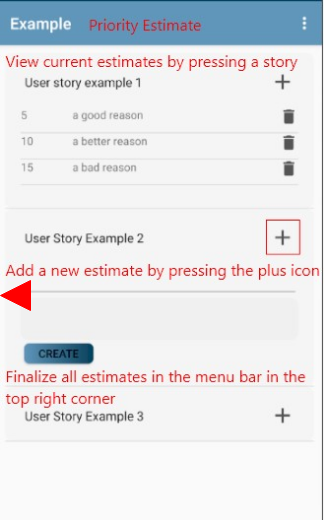 Example Priority Estimate
View current estimates by pressing a story
User story example 1
5 a good reason
10 a better reason
15 a bad reason
User Story Example 2
Add a new estimate by pressing the plus icon
CREATE
Finalize all estimates in the menu bar in the
top right corner
User Story Example 3